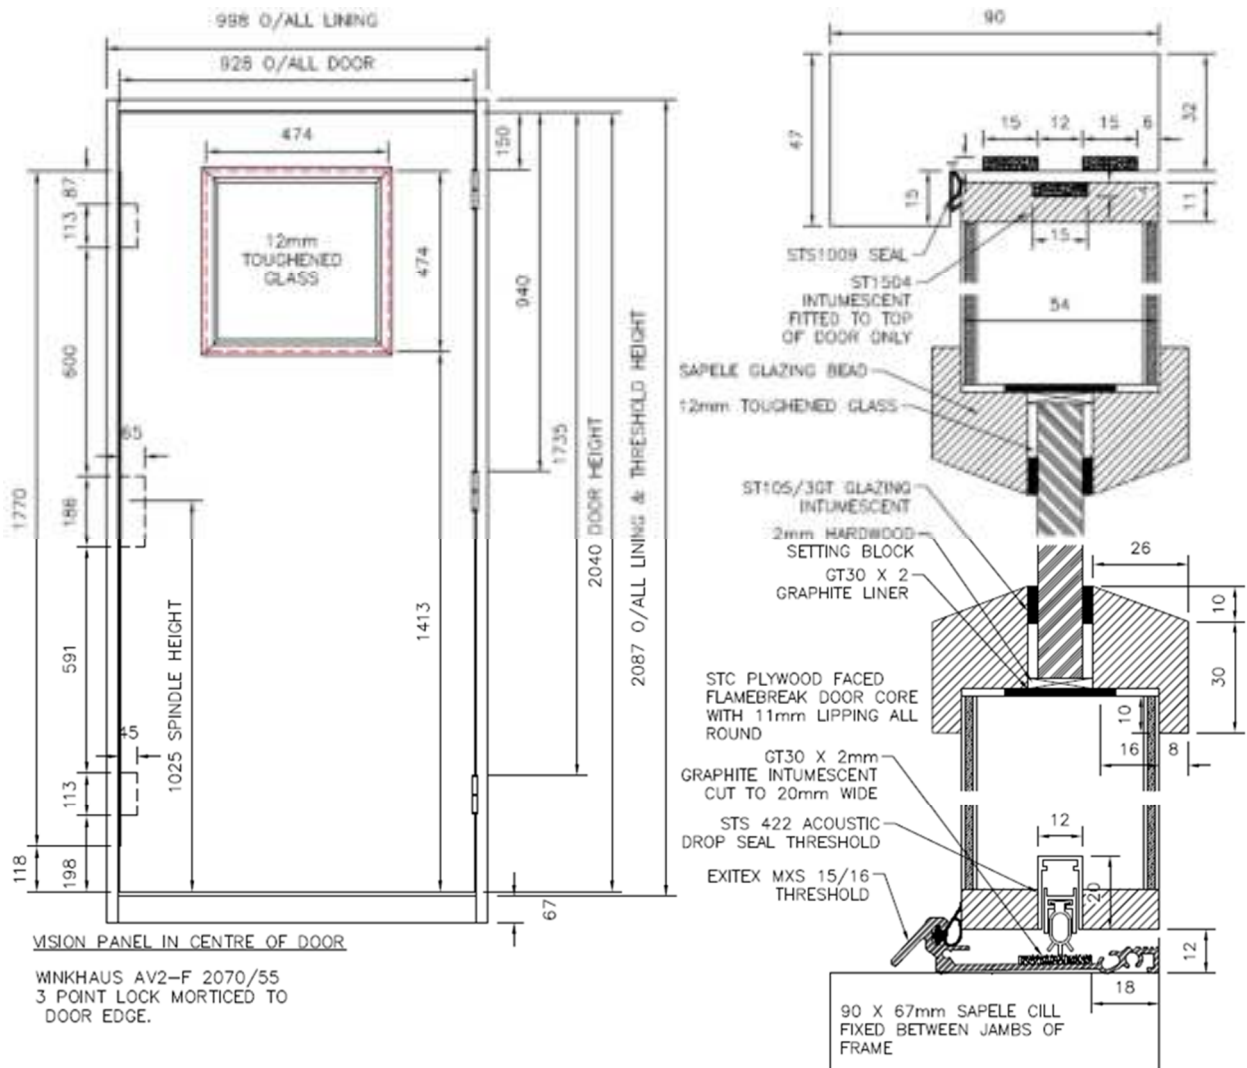 998 O/ALL LINING
928 O/ALL DOOR
474
150
87
113
12mm
TOUGHENED
GLASS
474
940
600
65
1770
186
1735
2040 DOOR HEIGHT
2087 O/ALL LINING & THRESHOLD HEIGHT
591
1025 SPINDLE HEIGHT
1413
45
113
118
198
67
VISION PANEL IN CENTRE OF DOOR
WINKHAUS AV2-F 2070/55
3 POINT LOCK MORTICED TO
DOOR EDGE.
90
47
15
12
15
6
32
15
4
11
15
STS1009 SEAL
ST1504
INTUMESCENT
FITTED TO TOP
OF DOOR ONLY
54
SAPELE GLAZING BEAD
12mm TOUGHENED GLASS
ST105/3GT GLAZING
INTUMESCENT
2mm HARDWOOD
SETTING BLOCK
GT30 X 2
GRAPHITE LINER
26
10
30
STC PLYWOOD FACED
FLAMEBREAK DOOR CORE
WITH 11mm LIPPING ALL
ROUND
10
16
8
GT30 X 2mm
GRAPHITE INTUMESCENT
CUT TO 20mm WIDE
STS 422 ACOUSTIC
DROP SEAL THRESHOLD
12
20
EXITEX MXS 15/16
THRESHOLD
12
18
90 X 67mm SAPELE CILL
FIXED BETWEEN JAMBS OF
FRAME